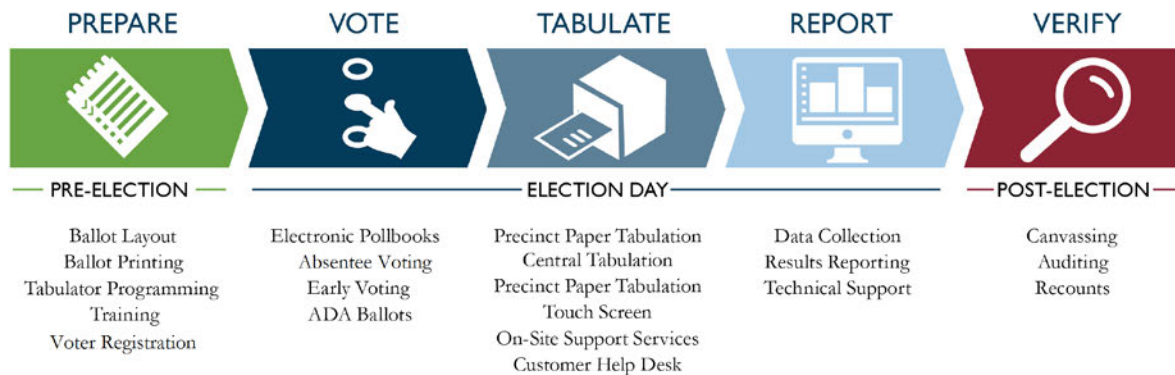 PREPARE
VOTE
TABULATE
REPORT
VERIFY
PRE-ELECTION
ELECTION DAY
POST-ELECTION
Ballot Layout
Ballot Printing
Tabulator Programming
Training
Voter Registration
Electronic Pollbooks
Absentee Voting
Early Voting
ADA Ballots
Precinct Paper Tabulation
Central Tabulation
Precinct Paper Tabulation
Touch Screen
On-Site Support Services
Customer Help Desk
Data Collection
Results Reporting
Technical Support
Canvassing
Auditing
Recounts